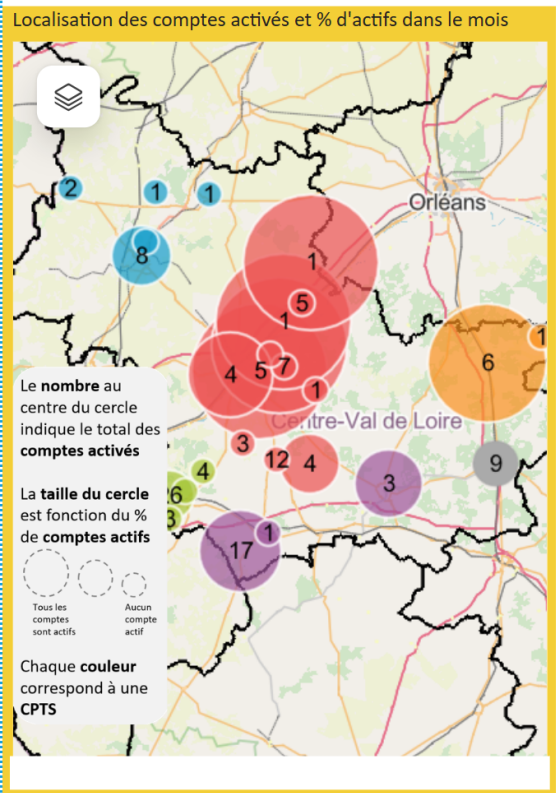 Localisation des comptes activés et % d'actifs dans le mois
Orléans
2
1
1
8
1
5
1
1
6
4
5
7
1
Centre-Val de Loire
3
12
4
4
9
3
26
3
1
17
Le nombre au
centre du cercle
indique le total des
comptes activés
La taille du cercle
est fonction du %
de comptes actifs
Tous les
comptes
sont actifs
Aucun
compte
actif
Chaque couleur
correspond à une
CPTS